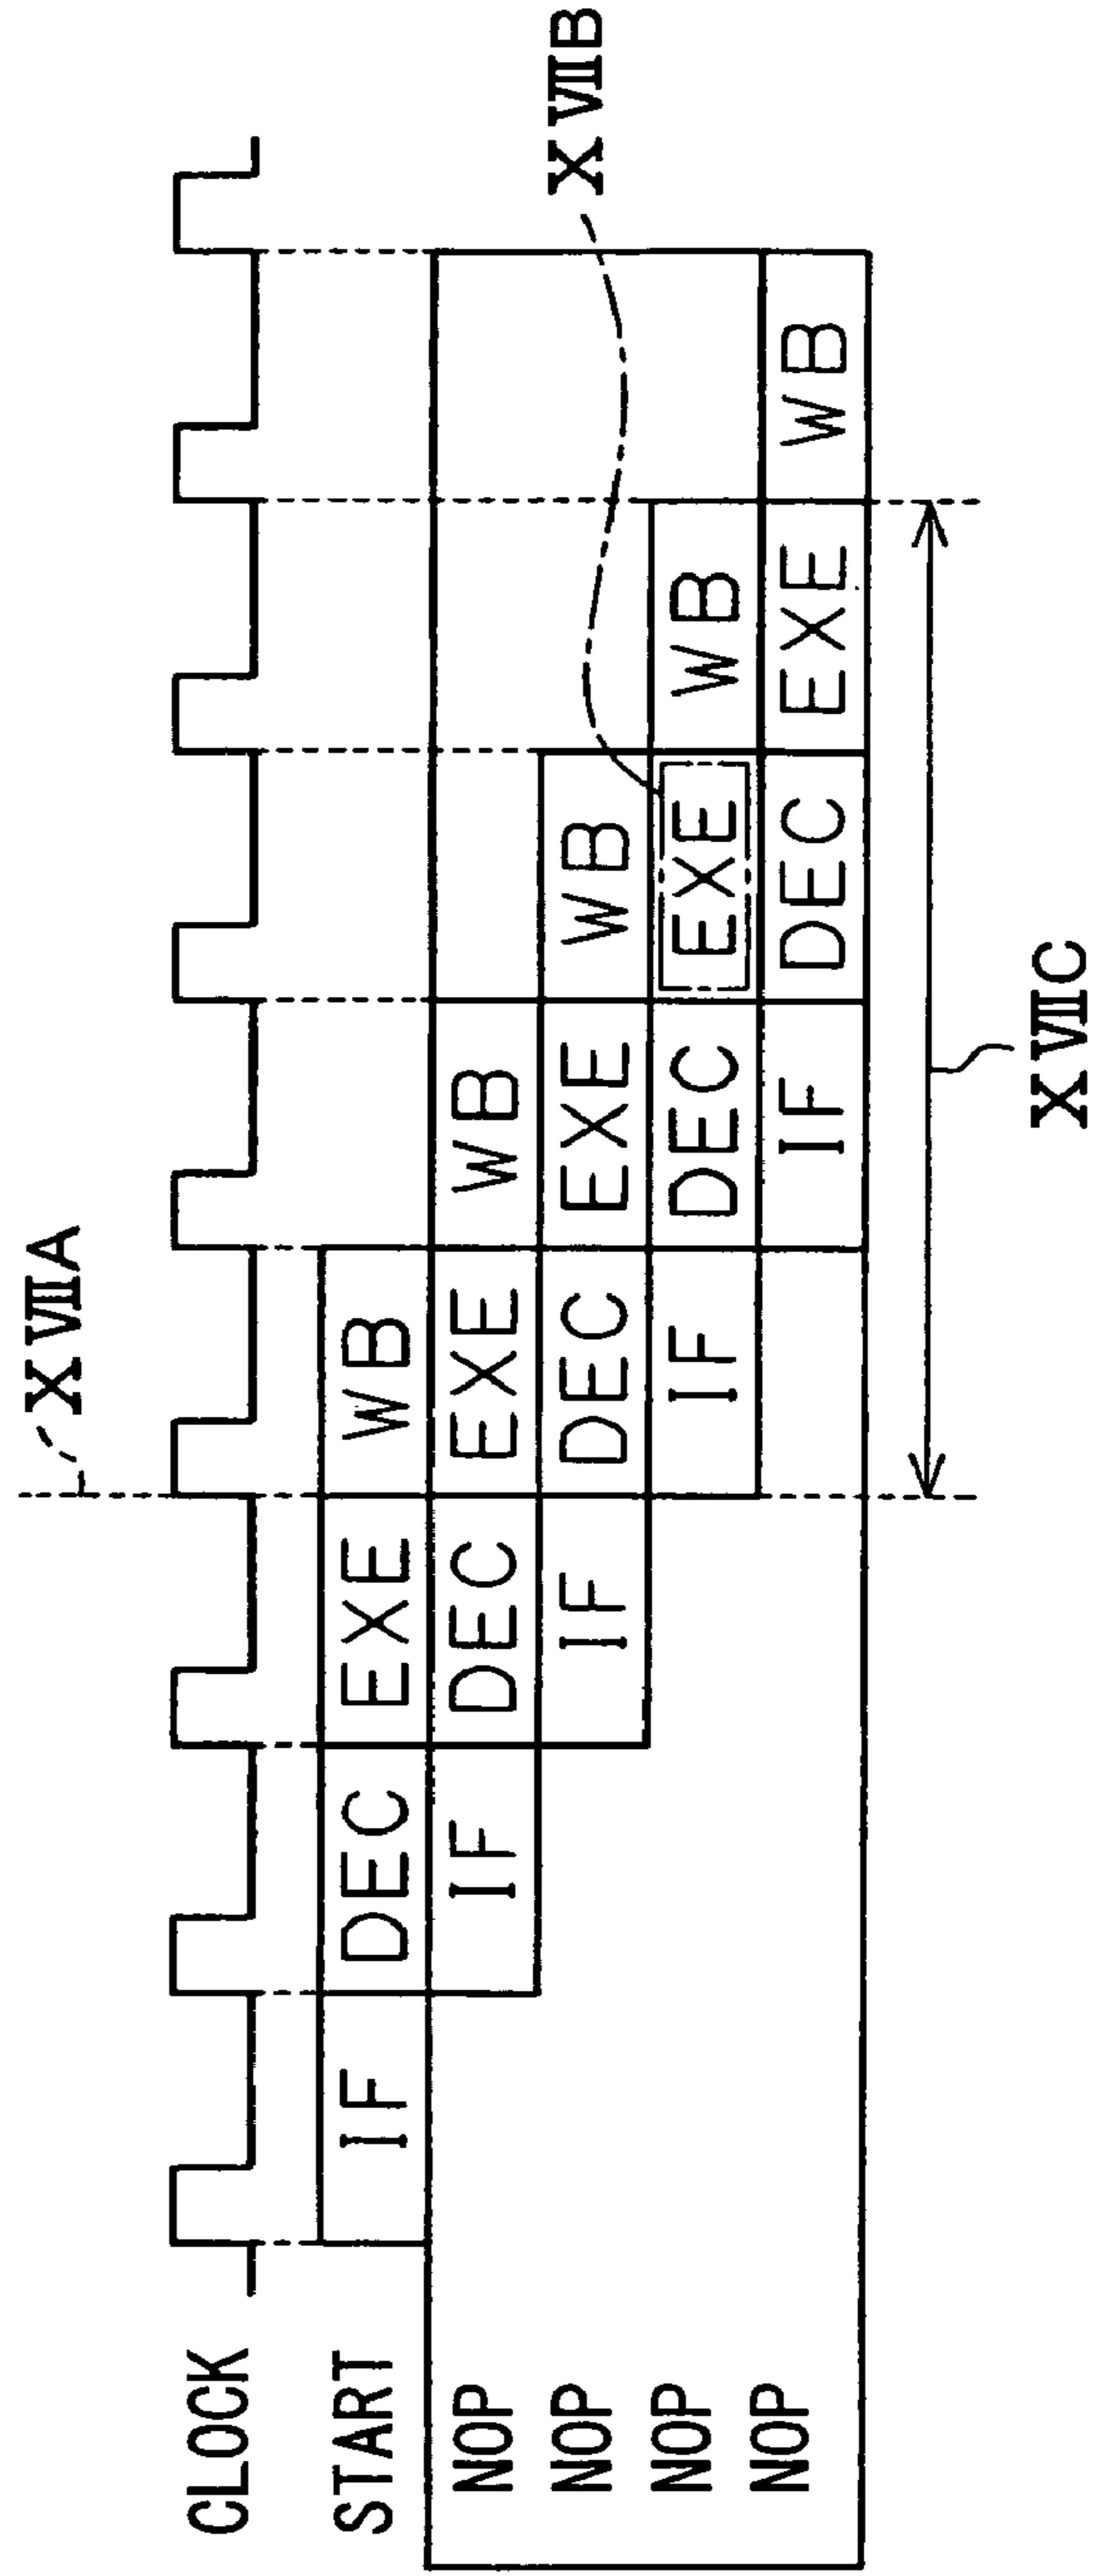 XVIIA
CLOCK
START IF DEC EXE WB
NOP IF DEC EXE WB
NOP IF DEC EXE WB
NOP IF DEC EXE WB
NOP IF DEC EXE WB
XVIIB
XVIIC